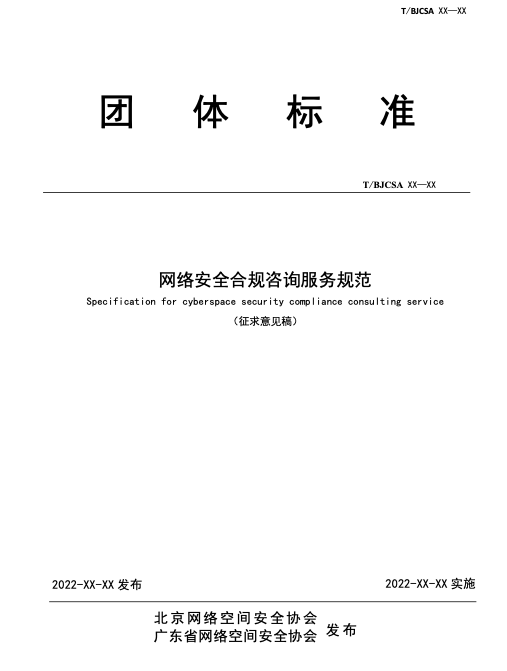 T/BJCSA XX—XX
团 体 标 准
T/BJCSA XX—XX
网络安全合规咨询服务规范
Specification for cyberspace security compliance consulting service
（征求意见稿）
2022-XX-XX 发布
2022-XX-XX 实施
北京网络空间安全协会
广东省网络空间安全协会
发布